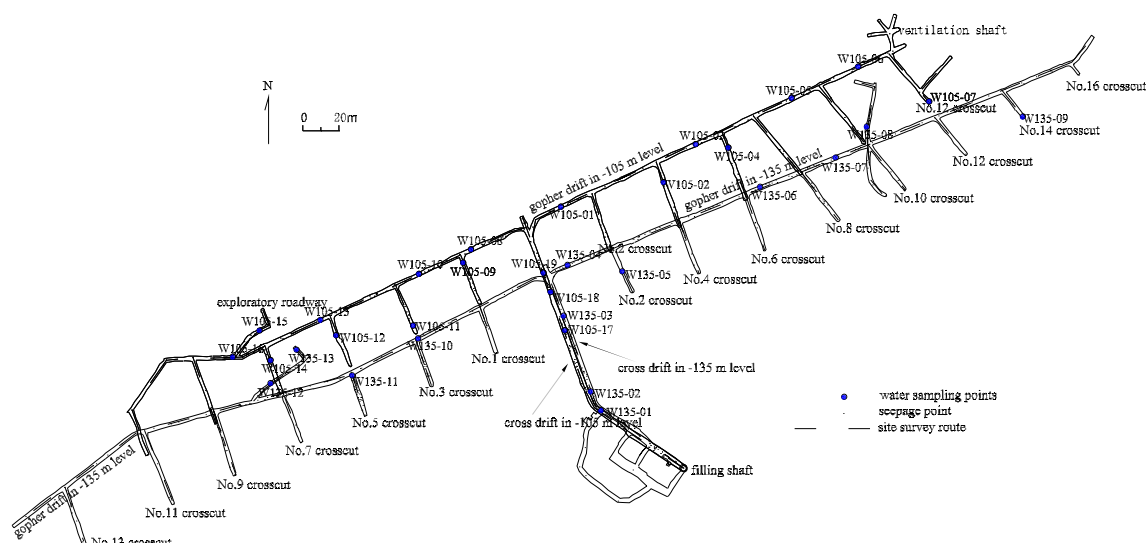 ventilation shaft
W105-06
No.16 crosscut
N
W105-05
W105-07
No.12 crosscut
20m
W135-09
No.14 crosscut
W105-03
W135-08
W105-04
gopher drift in -105 m level
W135-07
No.12 crosscut
W105-02
gopher drift in -135 m level
W135-06
No.10 crosscut
W105-01
No.8 crosscut
W105-08
No.2 crosscut
No.6 crosscut
W105-10
W105-09
W105-19
W135-04
W135-05
No.4 crosscut
exploratory roadway
W105-18
No.2 crosscut
W105-15
W105-13
W135-03
W105-11
W105-17
W105-12
W135-10
W105-16
W135-13
No.1 crosscut
W105-14
cross drift in -135 m level
W135-11
W135-12
No.3 crosscut
W135-02
water sampling points
W135-01
seepage point
No.5 crosscut
cross drift in -105 m level
site survey route
No.7 crosscut
gopher drift in -135 m level
filling shaft
No.9 crosscut
No.11 crosscut
No.13 crosscut